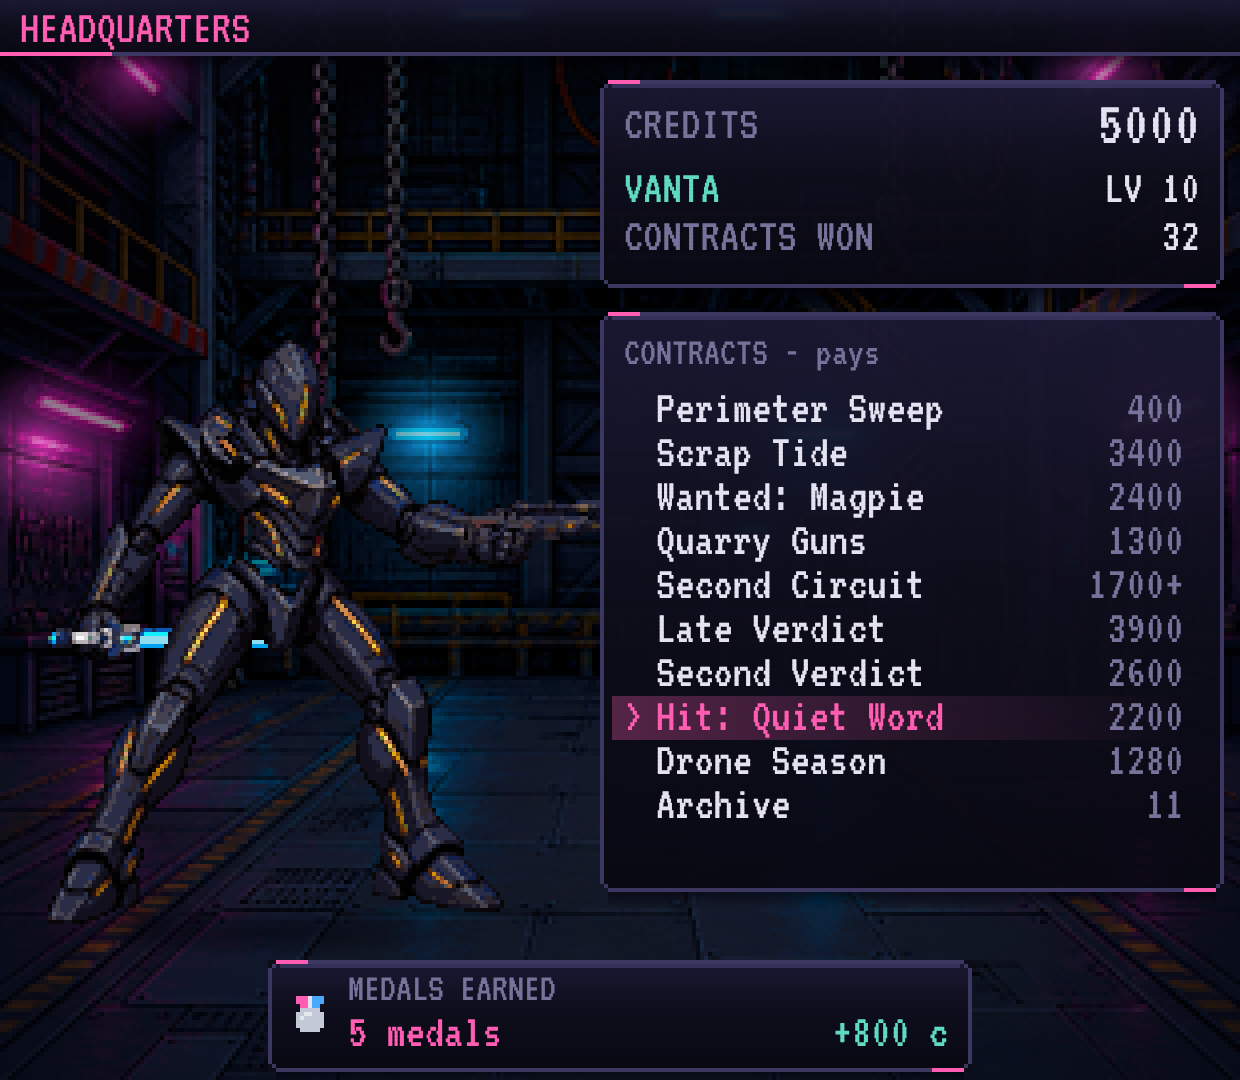 HEADQUARTERS
CREDITS 5000
VANTA LV 10
CONTRACTS WON 32
CONTRACTS - pays
Perimeter Sweep 400
Scrap Tide 3400
Wanted: Magpie 2400
Quarry Guns 1300
Second Circuit 1700+
Late Verdict 3900
Second Verdict 2600
> Hit: Quiet Word 2200
Drone Season 1280
Archive 11
MEDALS EARNED
5 medals +800 c